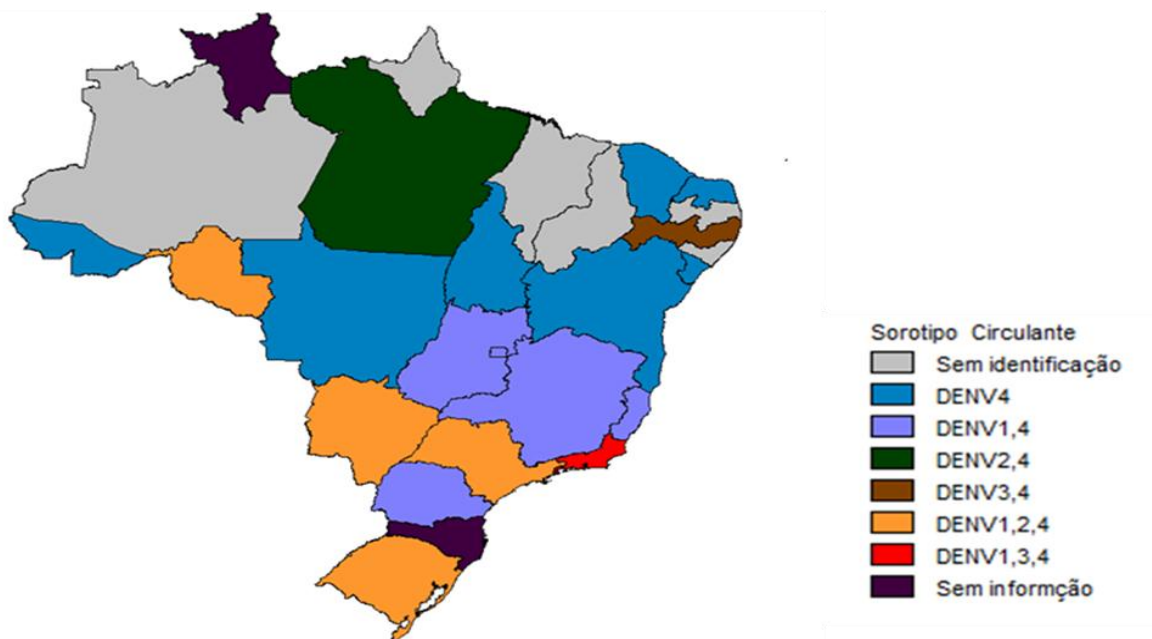 Sorotipo Circulante
Sem identificação
DENV4
DENV1,4
DENV2,4
DENV3,4
DENV1,2,4
DENV1,3,4
Sem informção